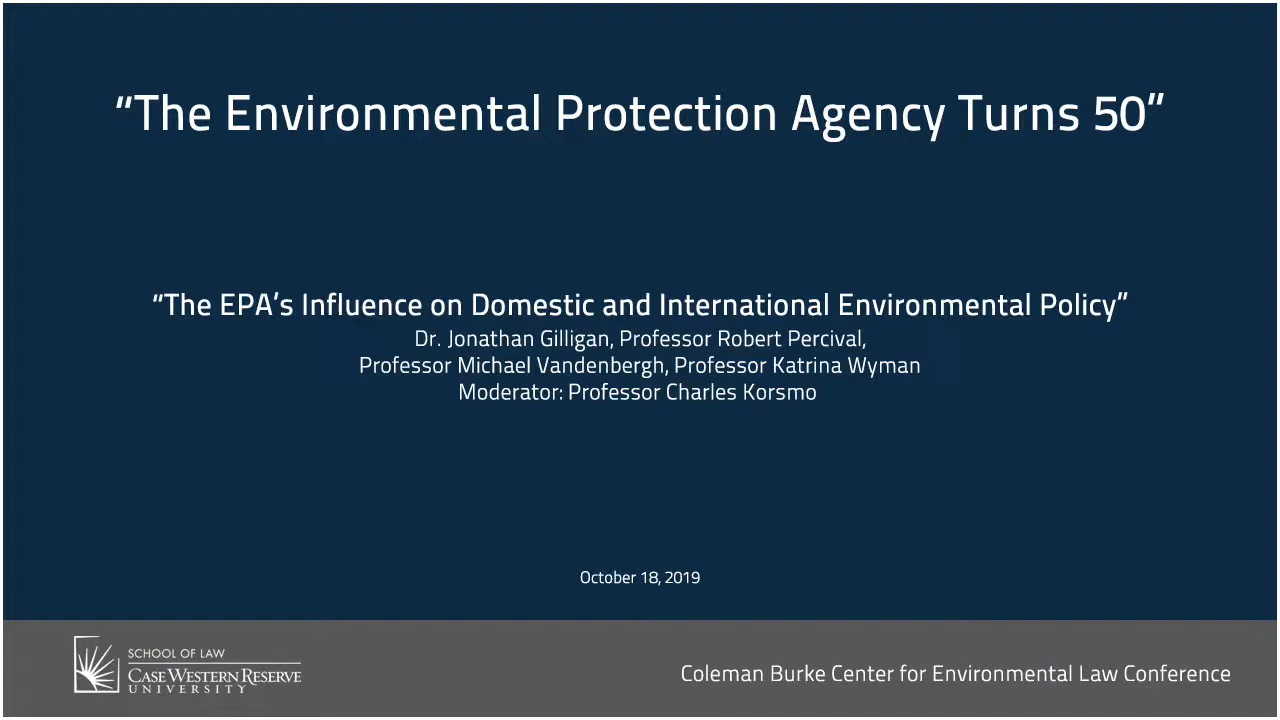 “The Environmental Protection Agency Turns 50”
“The EPA’s Influence on Domestic and International Environmental Policy”
Dr. Jonathan Gilligan, Professor Robert Percival,
Professor Michael Vandenbergh, Professor Katrina Wyman
Moderator: Professor Charles Korsmo
October 18, 2019
SCHOOL OF LAW
CASE WESTERN RESERVE
UNIVERSITY
Coleman Burke Center for Environmental Law Conference